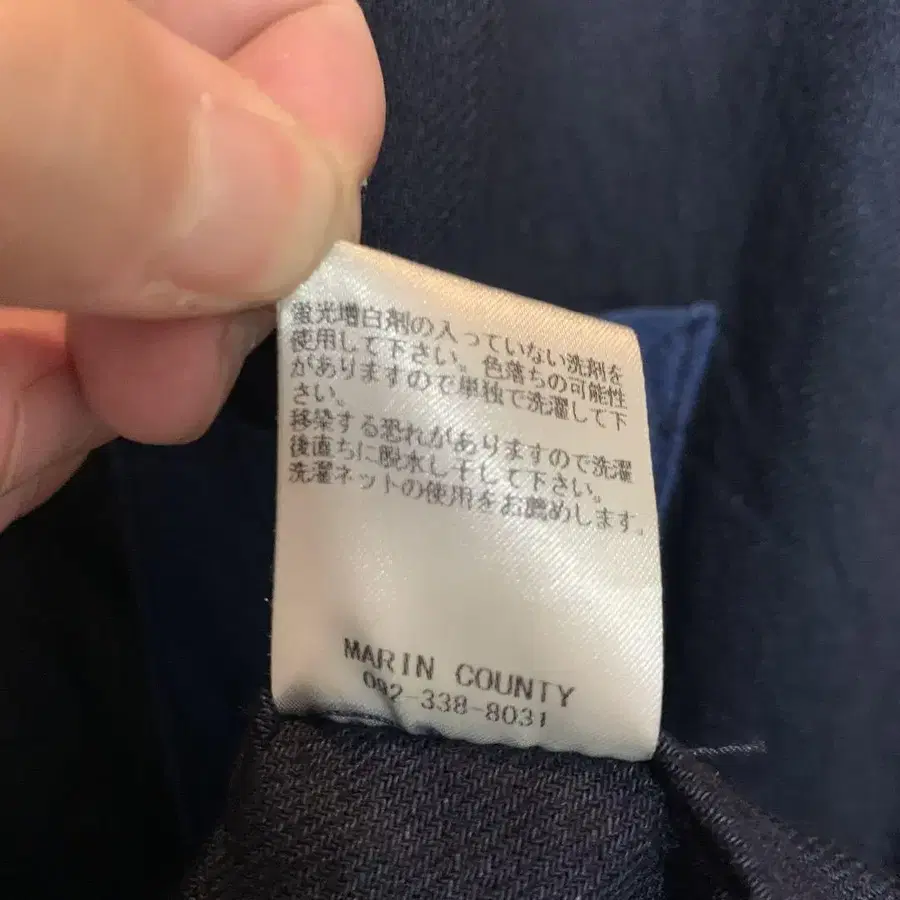 蛍光増白剤の入っていない洗剤を
使用して下さい。色落ちの可能性
がありますので単独で洗濯して下
さい。
移染する恐れがありますので洗濯
後直ちに脱水し干して下さい。
洗濯ネットの使用をお薦めします。
MARIN COUNTY
092-338-8031